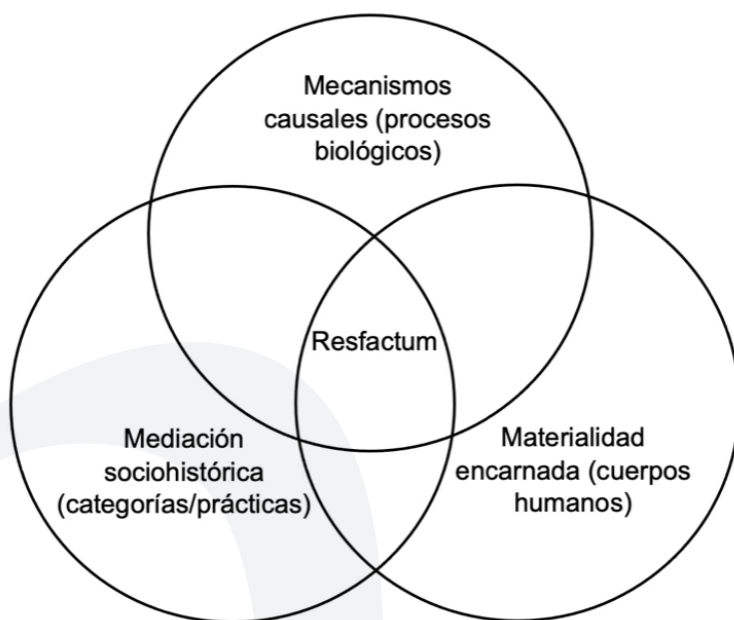 Mecanismos
causales (procesos
biológicos)
Resfactum
Mediación
sociohistórica
(categorías/prácticas)
Materialidad
encarnada (cuerpos
humanos)